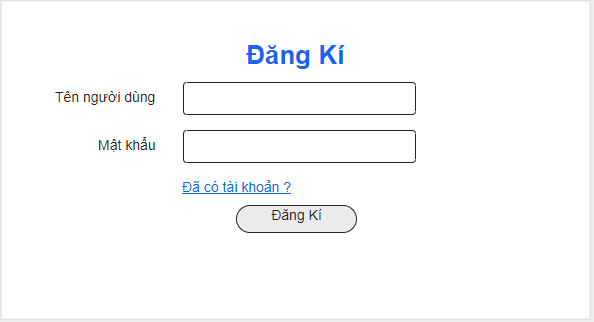 Đăng Kí
Tên người dùng
Mật khẩu
Đã có tài khoản ?
Đăng Kí